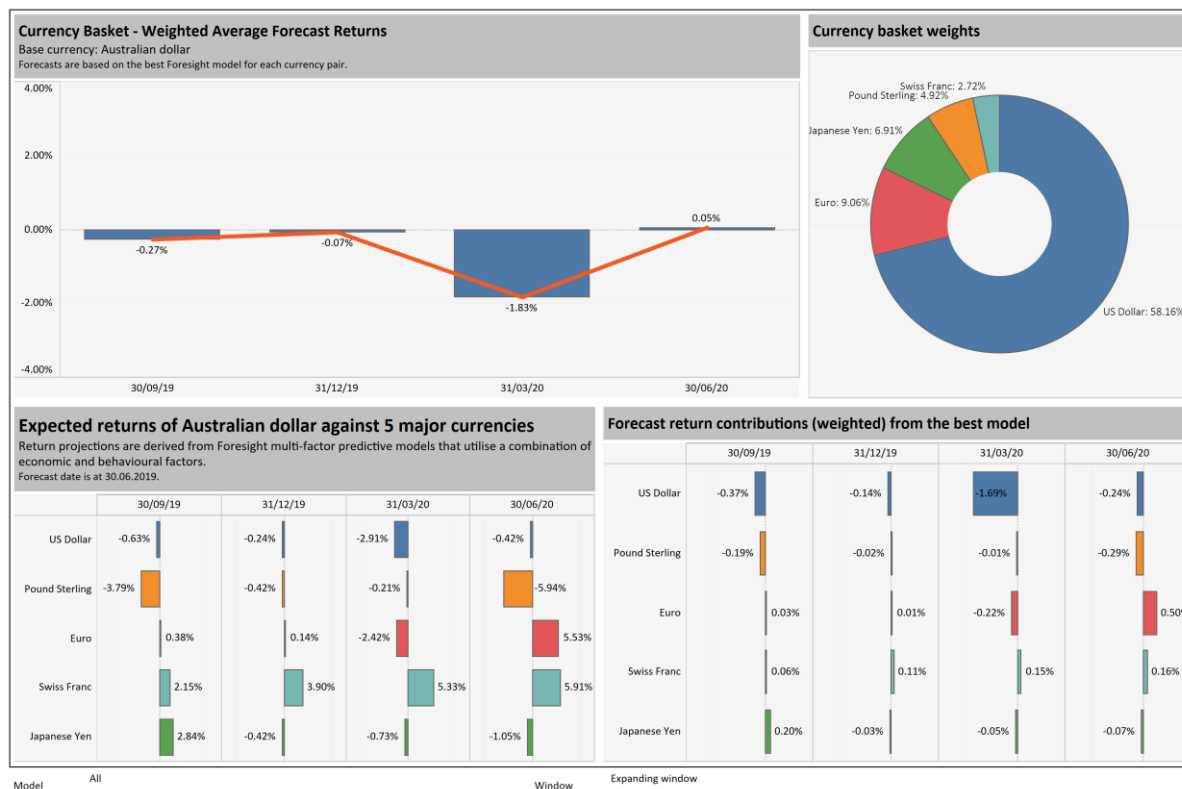 Currency Basket - Weighted Average Forecast Returns
Base currency: Australian dollar
Forecasts are based on the best Foresight model for each currency pair.
4.00%
2.00%
0.00%
-2.00%
-4.00%
-0.27%
-0.07%
-1.83%
0.05%
30/09/19
31/12/19
31/03/20
30/06/20
Currency basket weights
Swiss Franc: 2.72%
Pound Sterling: 4.92%
Japanese Yen: 6.91%
Euro: 9.06%
US Dollar: 58.16%
Expected returns of Australian dollar against 5 major currencies
Return projections are derived from Foresight multi-factor predictive models that utilise a combination of
economic and behavioural factors.
Forecast date is at 30.06.2019.
30/09/19 31/12/19 31/03/20 30/06/20
US Dollar -0.63% -0.24% -2.91% -0.42%
Pound Sterling -3.79% -0.42% -0.21% -5.94%
Euro 0.38% 0.14% -2.42% 5.53%
Swiss Franc 2.15% 3.90% 5.33% 5.91%
Japanese Yen 2.84% -0.42% -0.73% -1.05%
Forecast return contributions (weighted) from the best model
30/09/19 31/12/19 31/03/20 30/06/20
US Dollar -0.37% -0.14% -1.69% -0.24%
Pound Sterling -0.19% -0.02% -0.01% -0.29%
Euro 0.03% 0.01% -0.22% 0.50%
Swiss Franc 0.06% 0.11% 0.15% 0.16%
Japanese Yen 0.20% -0.03% -0.05% -0.07%
Model All
Window Expanding window